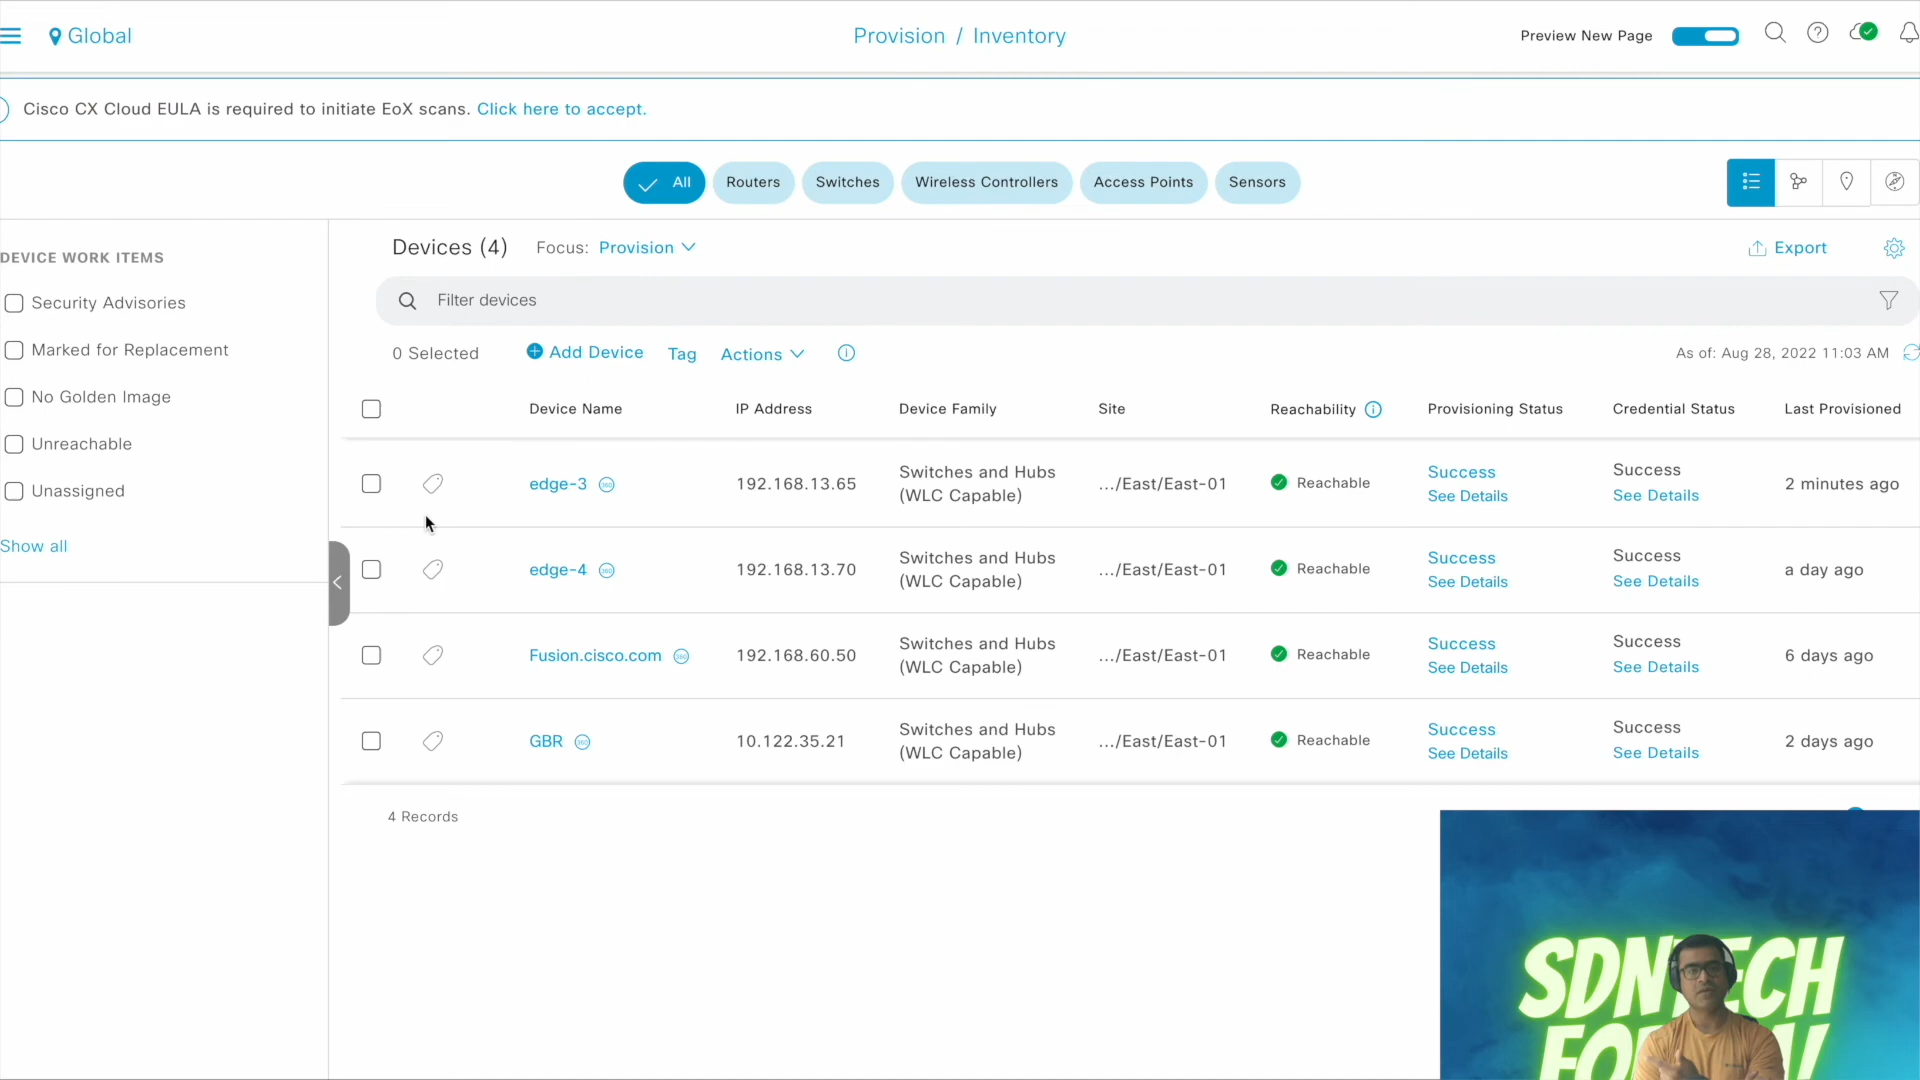 Global
Provision / Inventory
Preview New Page
Cisco CX Cloud EULA is required to initiate EoX scans. Click here to accept.
All
Routers
Switches
Wireless Controllers
Access Points
Sensors
DEVICE WORK ITEMS
Security Advisories
Marked for Replacement
No Golden Image
Unreachable
Unassigned
Show all
Devices (4)
Focus: Provision
Export
Filter devices
0 Selected
Add Device
Tag
Actions
As of: Aug 28, 2022 11:03 AM
Device Name IP Address Device Family Site Reachability Provisioning Status Credential Status Last Provisioned
edge-3 192.168.13.65 Switches and Hubs (WLC Capable) .../East/East-01 Reachable Success See Details Success See Details 2 minutes ago
edge-4 192.168.13.70 Switches and Hubs (WLC Capable) .../East/East-01 Reachable Success See Details Success See Details a day ago
Fusion.cisco.com 192.168.60.50 Switches and Hubs (WLC Capable) .../East/East-01 Reachable Success See Details Success See Details 6 days ago
GBR 10.122.35.21 Switches and Hubs (WLC Capable) .../East/East-01 Reachable Success See Details Success See Details 2 days ago
4 Records